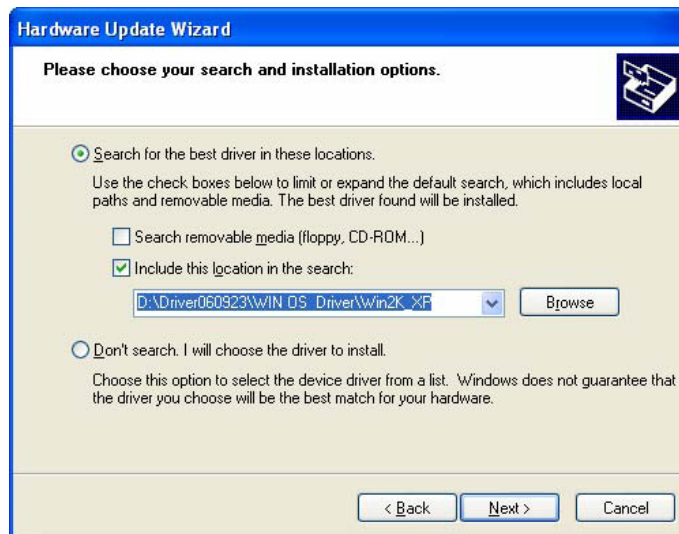 Hardware Update Wizard
Please choose your search and installation options.
Search for the best driver in these locations.
Use the check boxes below to limit or expand the default search, which includes local
paths and removable media. The best driver found will be installed.
Search removable media (floppy, CD-ROM...)
Include this location in the search:
D:\Driver060923\WIN OS_Driver\Win2K_XP
Browse
Don't search. I will choose the driver to install.
Choose this option to select the device driver from a list. Windows does not guarantee that
the driver you choose will be the best match for your hardware.
< Back
Next >
Cancel